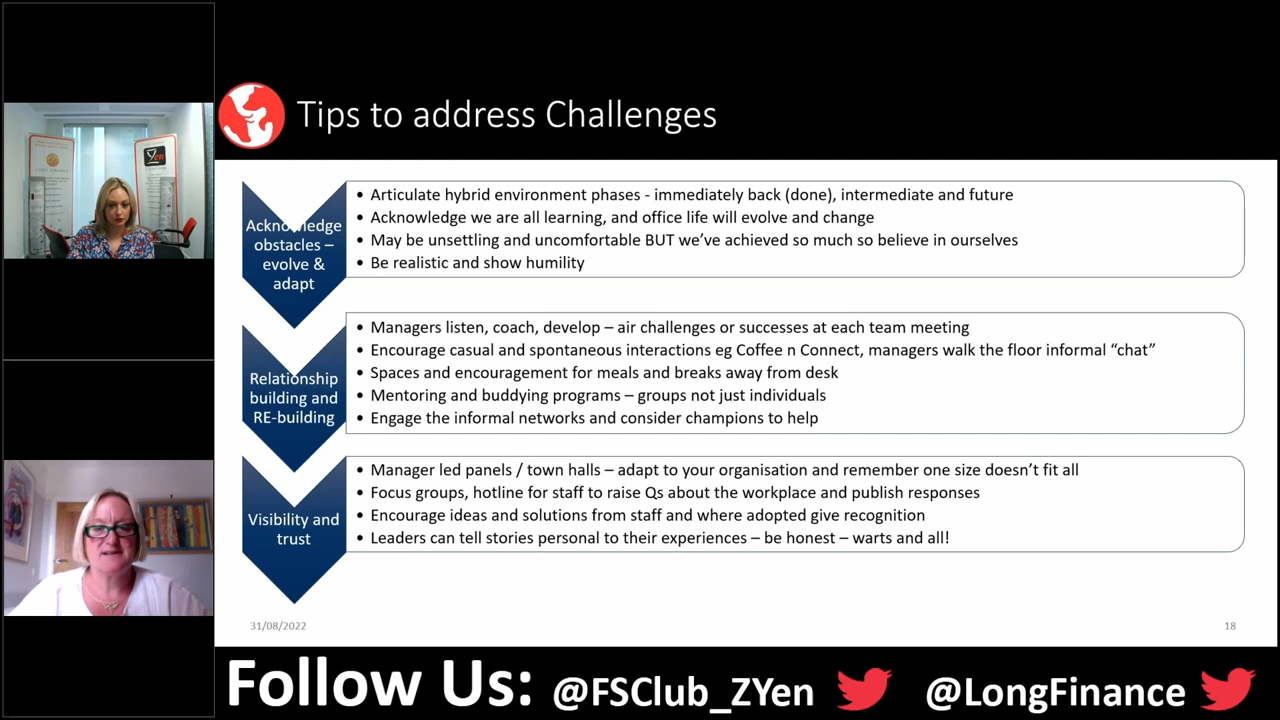 Tips to address Challenges
Acknowledge
obstacles –
evolve &
adapt
• Articulate hybrid environment phases - immediately back (done), intermediate and future
• Acknowledge we are all learning, and office life will evolve and change
• May be unsettling and uncomfortable BUT we’ve achieved so much so believe in ourselves
• Be realistic and show humility
Relationship
building and
RE-building
• Managers listen, coach, develop – air challenges or successes at each team meeting
• Encourage casual and spontaneous interactions eg Coffee n Connect, managers walk the floor informal “chat”
• Spaces and encouragement for meals and breaks away from desk
• Mentoring and buddying programs – groups not just individuals
• Engage the informal networks and consider champions to help
Visibility and
trust
• Manager led panels / town halls – adapt to your organisation and remember one size doesn’t fit all
• Focus groups, hotline for staff to raise Qs about the workplace and publish responses
• Encourage ideas and solutions from staff and where adopted give recognition
• Leaders can tell stories personal to their experiences – be honest – warts and all!
31/08/2022
18
Follow Us: @FSClub_ZYen @LongFinance